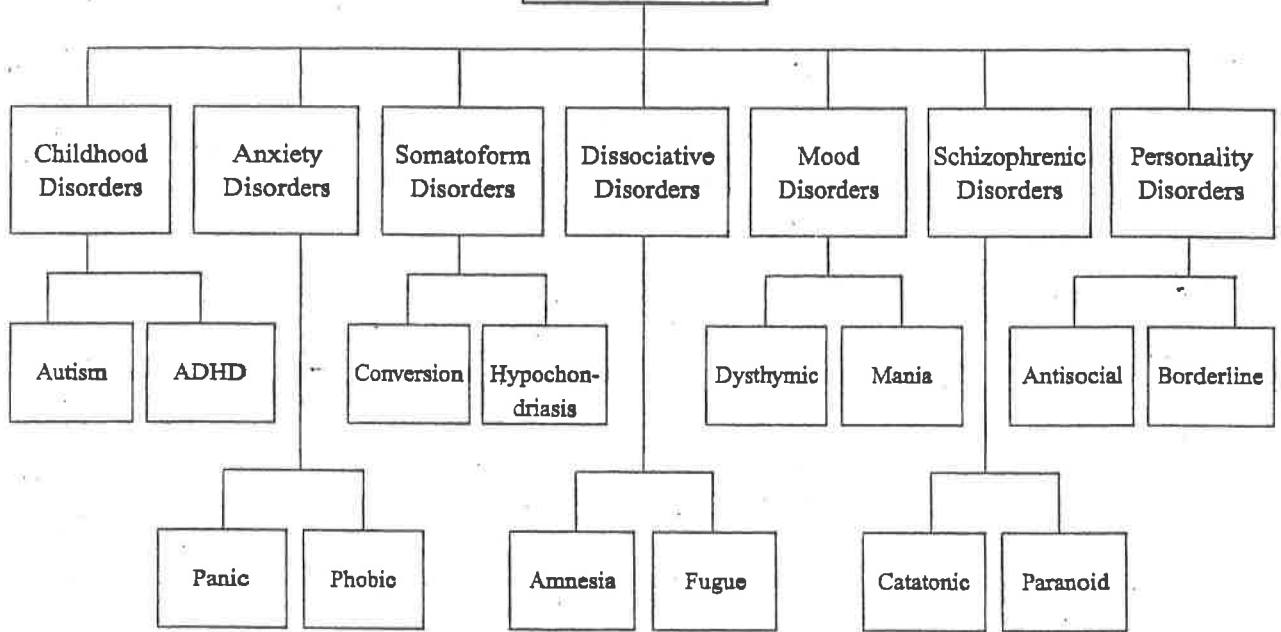 Childhood
Disorders
Anxiety
Disorders
Somatoform
Disorders
Dissociative
Disorders
Mood
Disorders
Schizophrenic
Disorders
Personality
Disorders
Autism
ADHD
Conversion
Hypochon-
driasis
Dysthymic
Mania
Antisocial
Borderline
Panic
Phobic
Amnesia
Fugue
Catatonic
Paranoid